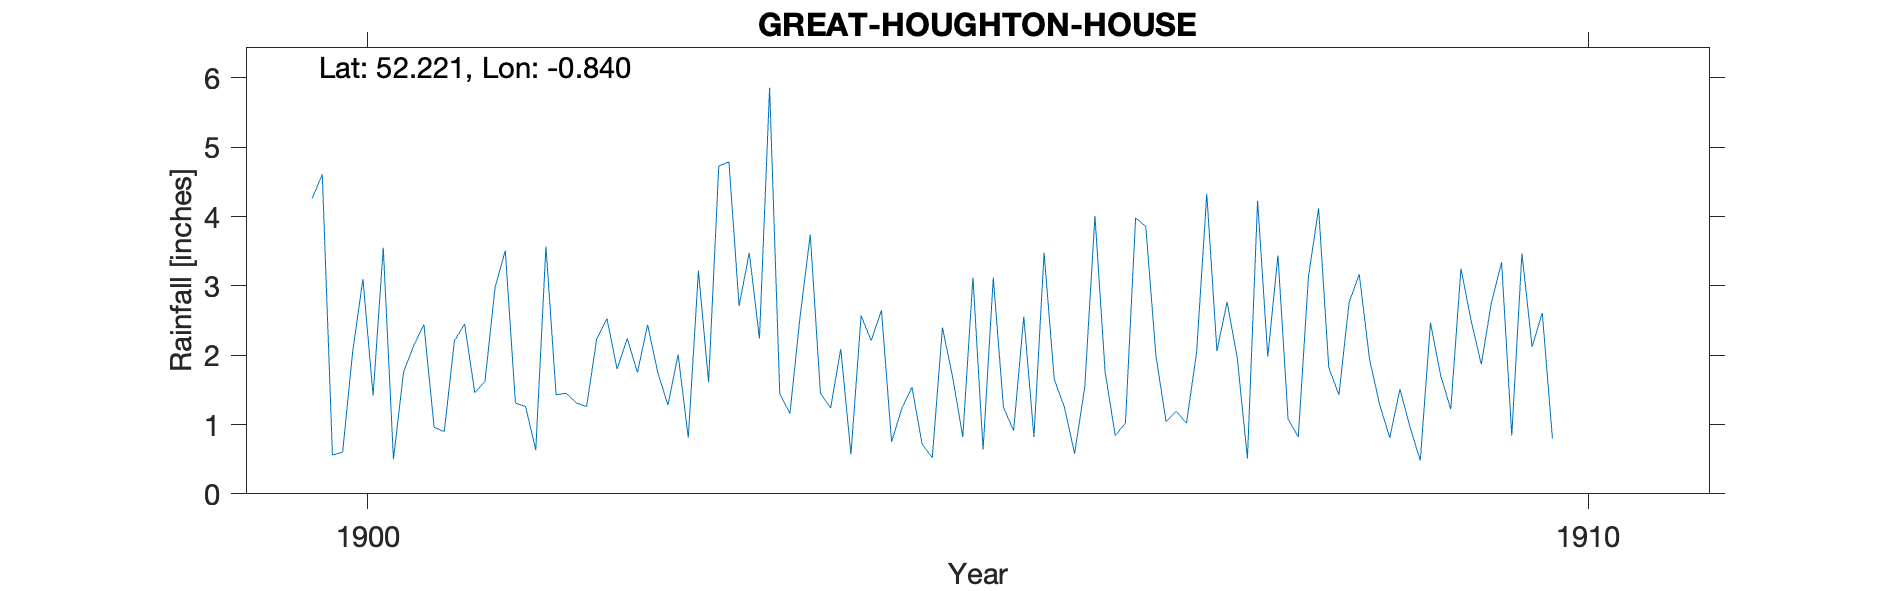 GREAT-HOUGHTON-HOUSE
Lat: 52.221, Lon: -0.840
Rainfall [inches]
6
5
4
3
2
1
0
1900
1910
Year